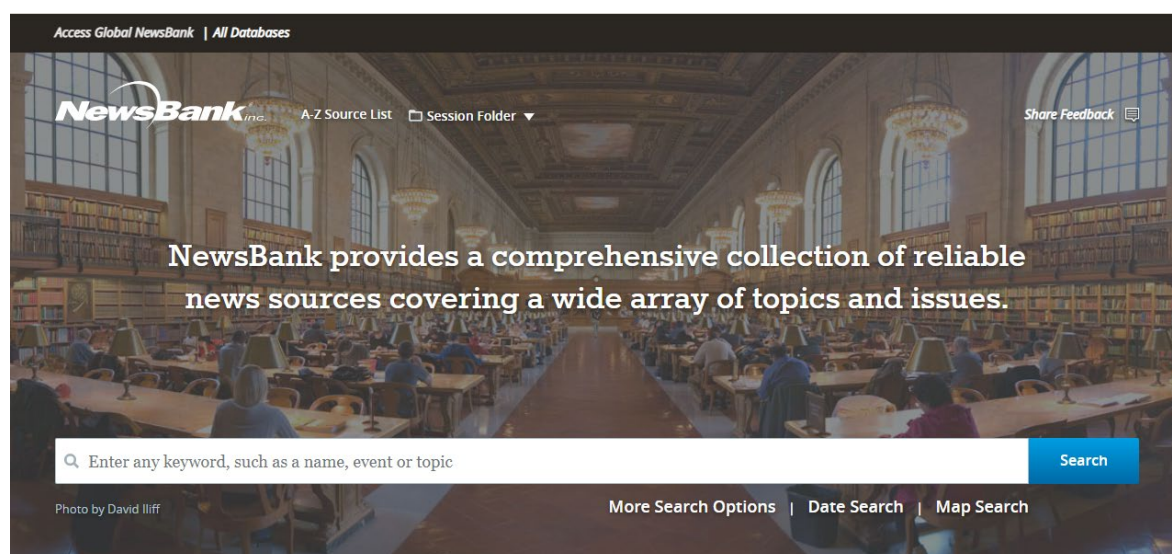 Access Global NewsBank | All Databases
NewsBank inc. A-Z Source List Session Folder ▼ Share Feedback
NewsBank provides a comprehensive collection of reliable
news sources covering a wide array of topics and issues.
Enter any keyword, such as a name, event or topic Search
Photo by David Iliff More Search Options | Date Search | Map Search